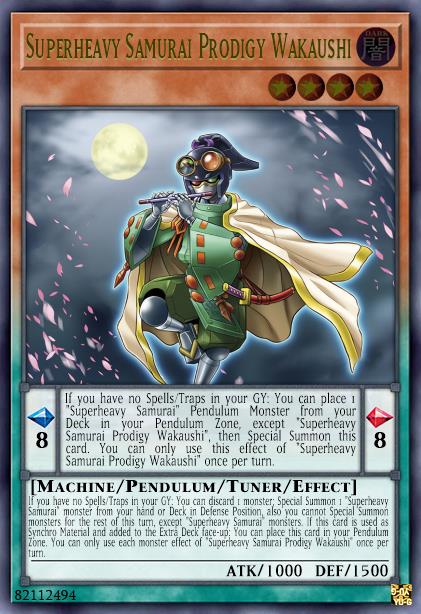 Superheavy Samurai Prodigy Wakaushi
DARK
闇
If you have no Spells/Traps in your GY: You can place 1
"Superheavy Samurai" Pendulum Monster from your
Deck in your Pendulum Zone, except "Superheavy
Samurai Prodigy Wakaushi", then Special Summon this
card. You can only use this effect of "Superheavy
Samurai Prodigy Wakaushi" once per turn.
8
8
[Machine/Pendulum/Tuner/Effect]
If you have no Spells/Traps in your GY: You can discard 1 monster; Special Summon 1 "Superheavy
Samurai" monster from your hand or Deck in Defense Position, also you cannot Special Summon
monsters for the rest of this turn, except "Superheavy Samurai" monsters. If this card is used as
Synchro Material and added to the Extra Deck face-up: You can place this card in your Pendulum
Zone. You can only use each monster effect of "Superheavy Samurai Prodigy Wakaushi" once per
turn.
ATK/1000 DEF/1500
82112494